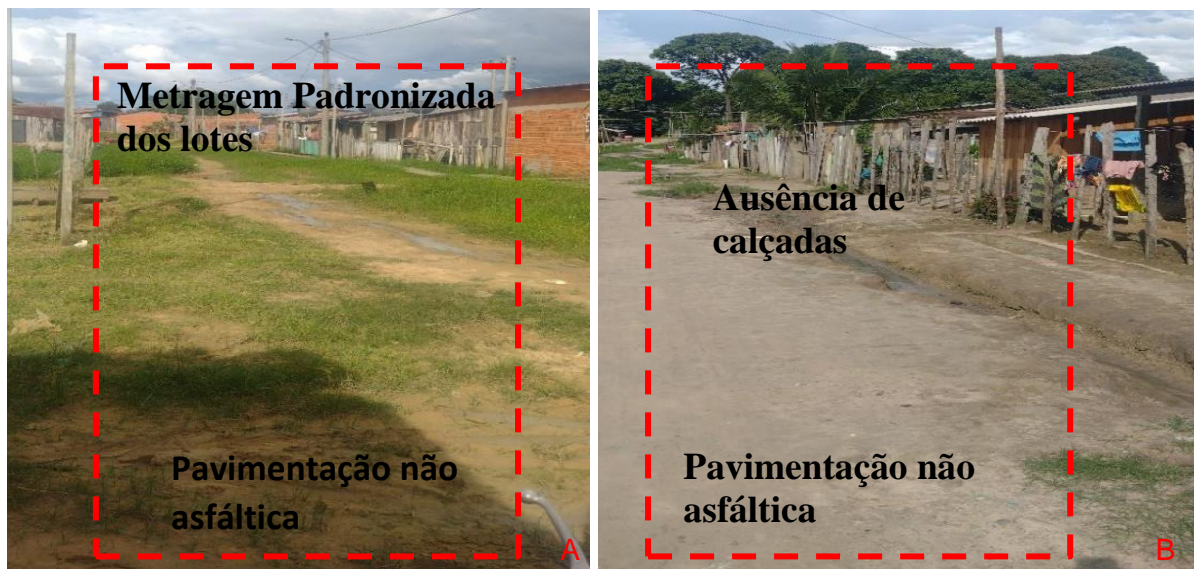 Metragem Padronizada
dos lotes
Pavimentação não
asfáltica
A
Ausência de
calçadas
Pavimentação não
asfáltica
B